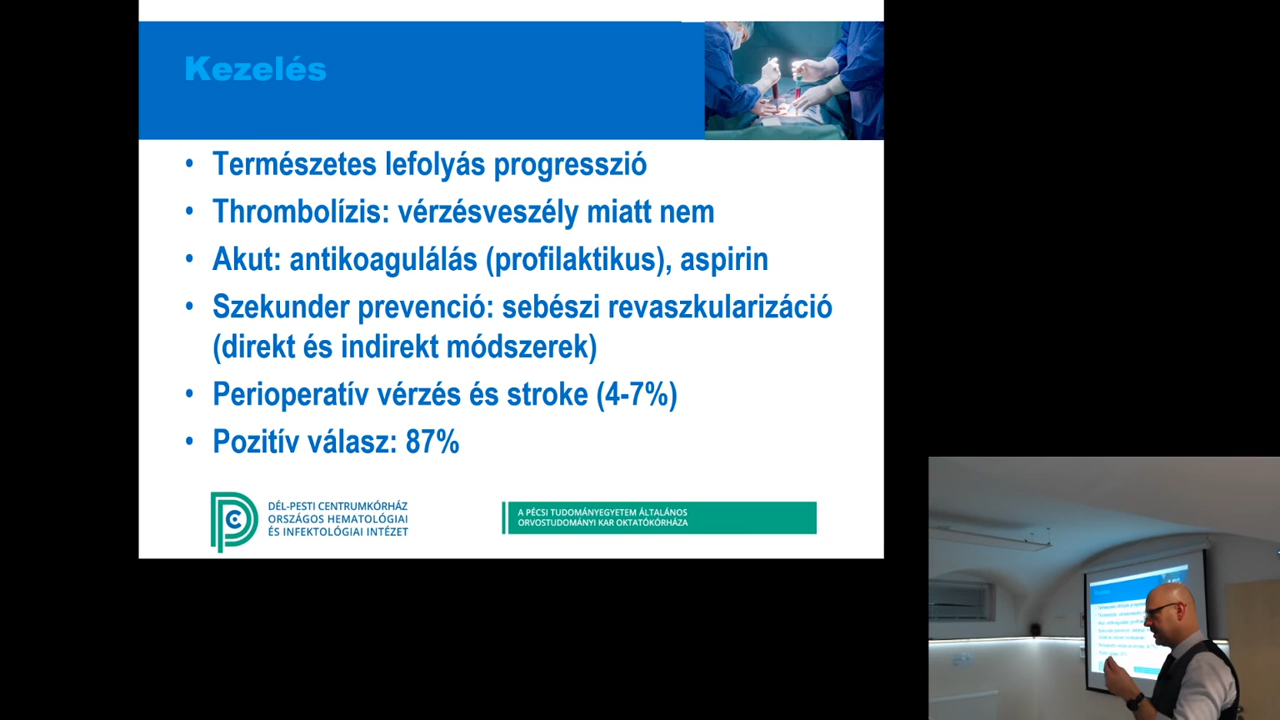 Kezelés
• Természetes lefolyás progresszió
• Thrombolízis: vérzésveszély miatt nem
• Akut: antikoagulálás (profilaktikus), aspirin
• Szekunder prevenció: sebészi revaszkularizáció
(direkt és indirekt módszerek)
• Perioperatív vérzés és stroke (4-7%)
• Pozitív válasz: 87%
DÉL-PESTI CENTRUMKÓRHÁZ
ORSZÁGOS HEMATOLÓGIAI
ÉS INFEKTOLÓGIAI INTÉZET
A PÉCSI TUDOMÁNYEGYETEM ÁLTALÁNOS
ORVOSTUDOMÁNYI KAR OKTATÓKÓRHÁZA